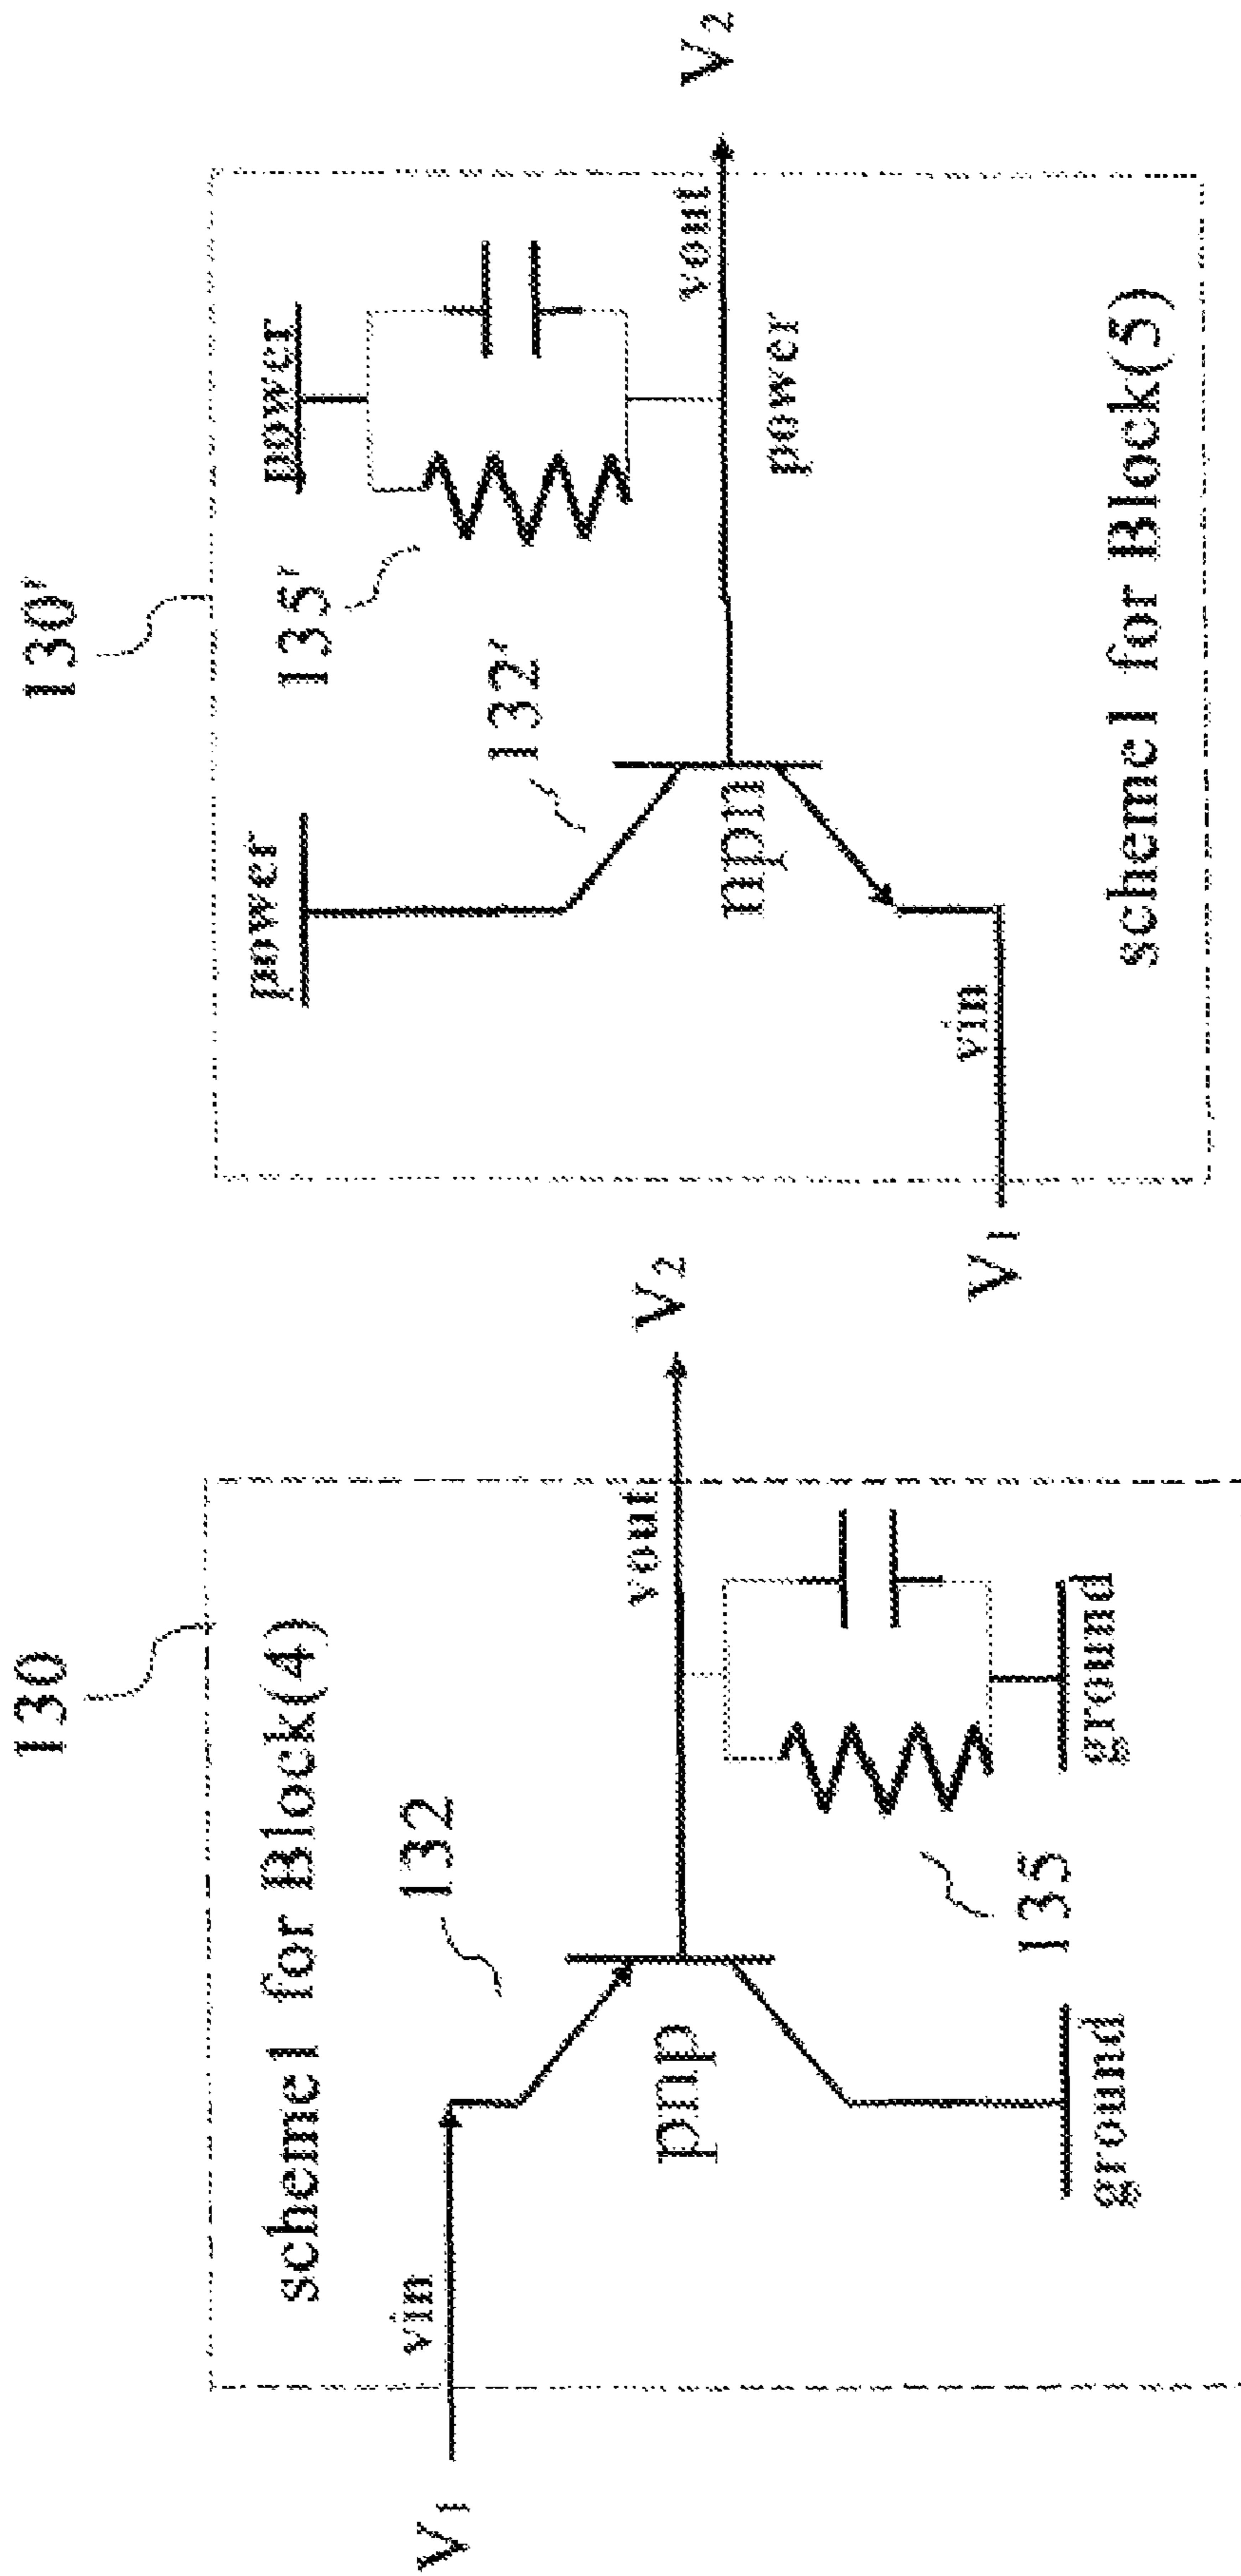 130
scheme1 for Block(4)
V1
vin
132
pnp
vout
V2
135
ground
ground
130'
power
power
135'
132'
npn
vout
V2
power
vin
V1
scheme1 for Block(5)